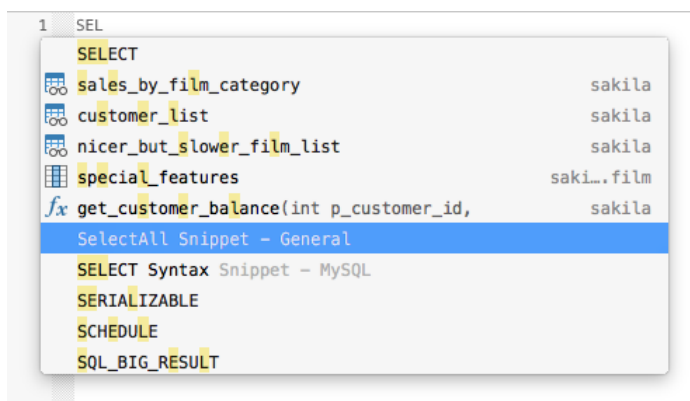 1 SEL
SELECT
sales_by_film_category sakila
customer_list sakila
nicer_but_slower_film_list sakila
special_features saki….film
fx get_customer_balance(int p_customer_id, sakila
SelectAll Snippet – General
SELECT Syntax Snippet – MySQL
SERIALIZABLE
SCHEDULE
SQL_BIG_RESULT